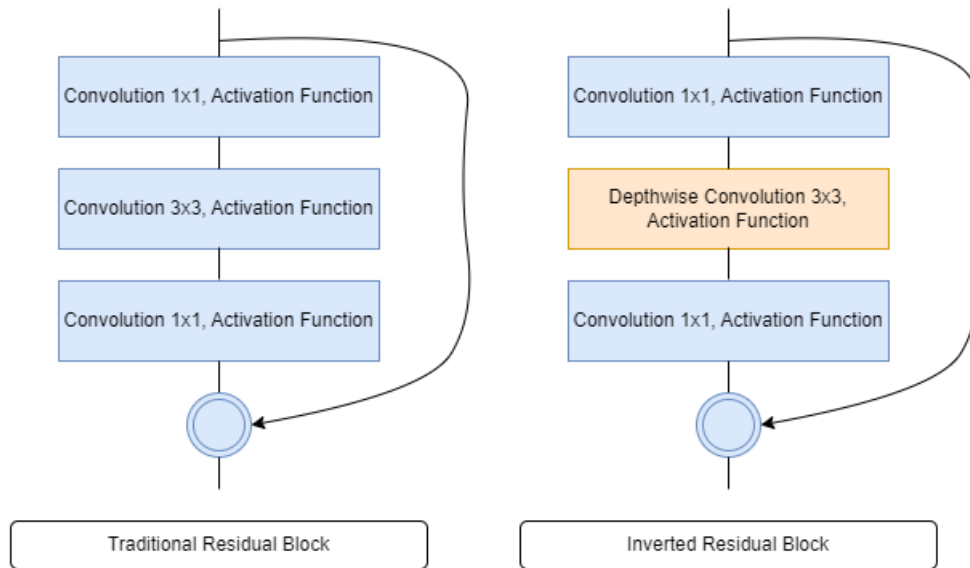 Convolution 1x1, Activation Function
Convolution 3x3, Activation Function
Convolution 1x1, Activation Function
Traditional Residual Block
Convolution 1x1, Activation Function
Depthwise Convolution 3x3,
Activation Function
Convolution 1x1, Activation Function
Inverted Residual Block